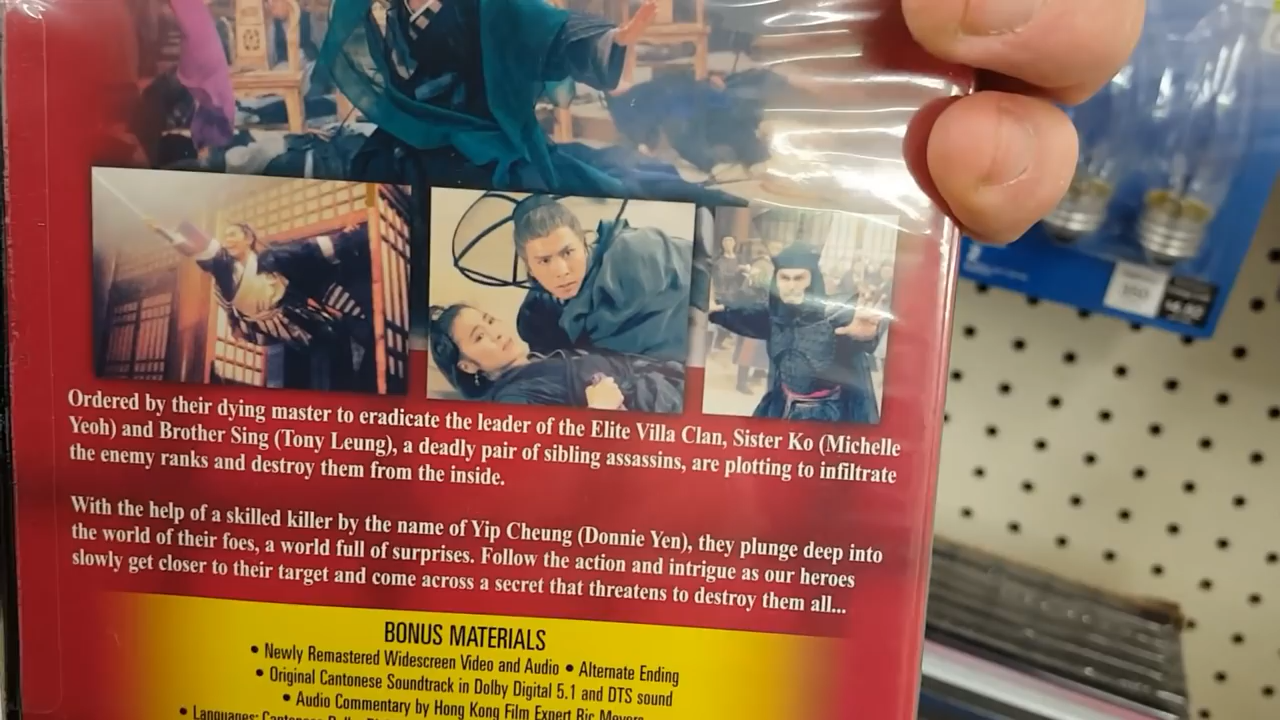 Ordered by their dying master to eradicate the leader of the Elite Villa Clan, Sister Ko (Michelle
Yeoh) and Brother Sing (Tony Leung), a deadly pair of sibling assassins, are plotting to infiltrate
the enemy ranks and destroy them from the inside.
With the help of a skilled killer by the name of Yip Cheung (Donnie Yen), they plunge deep into
the world of their foes, a world full of surprises. Follow the action and intrigue as our heroes
slowly get closer to their target and come across a secret that threatens to destroy them all...
BONUS MATERIALS
• Newly Remastered Widescreen Video and Audio • Alternate Ending
• Original Cantonese Soundtrack in Dolby Digital 5.1 and DTS sound
• Audio Commentary by Hong Kong Film Expert Ric Meyers
• Languages: Cantonese